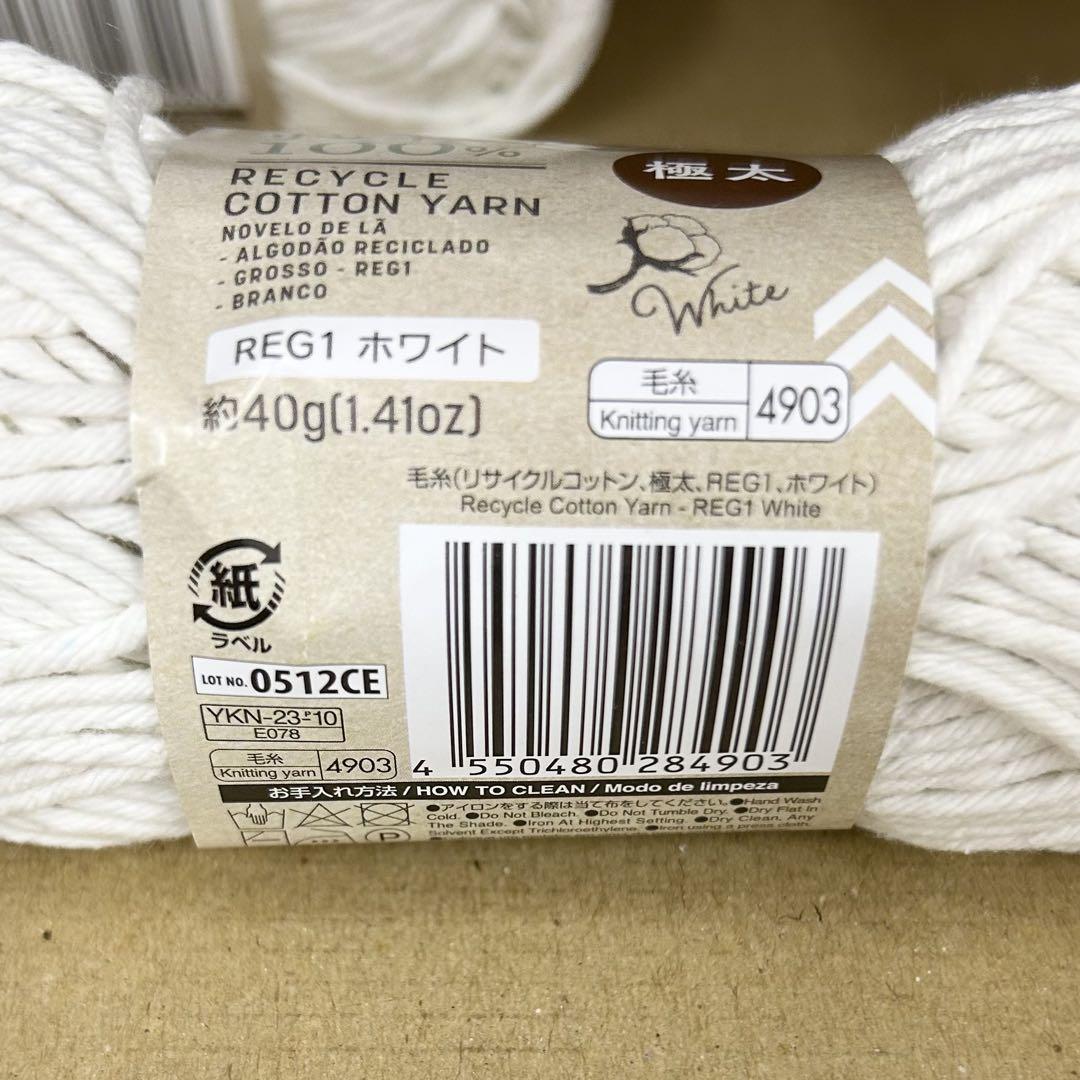 100%
RECYCLE
COTTON YARN
NOVELO DE LÃ
- ALGODÃO RECICLADO
- GROSSO - REG1
- BRANCO
極太
White
REG1 ホワイト
約40g(1.41oz)
毛糸
Knitting yarn
4903
毛糸(リサイクルコットン、極太、REG1、ホワイト)
Recycle Cotton Yarn - REG1 White
紙
ラベル
LOT NO. 0512CE
YKN-23-P10
E078
毛糸
Knitting yarn
4903
4 550480 284903
お手入れ方法 / HOW TO CLEAN / Modo de limpeza
●アイロンをする際は当て布をしてください。●Hand Wash
Cold. ●Do Not Bleach. ●Do Not Tumble Dry. ●Dry Flat In
The Shade. ●Iron At Highest Setting. ●Dry Clean, Any
Solvent Except Trichloroethylene. ●Iron using a press cloth.
P